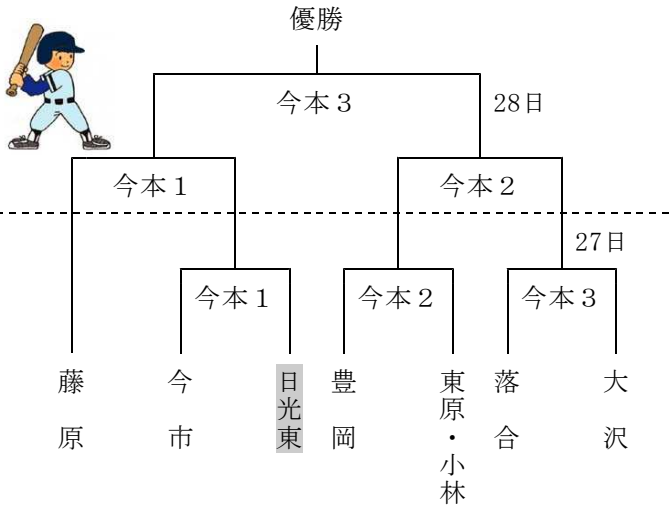 優勝
今本３
28日
今本１
今本２
27日
今本１
今本２
今本３
藤原
今市
日光東
豊岡
東原・小林
落合
大沢